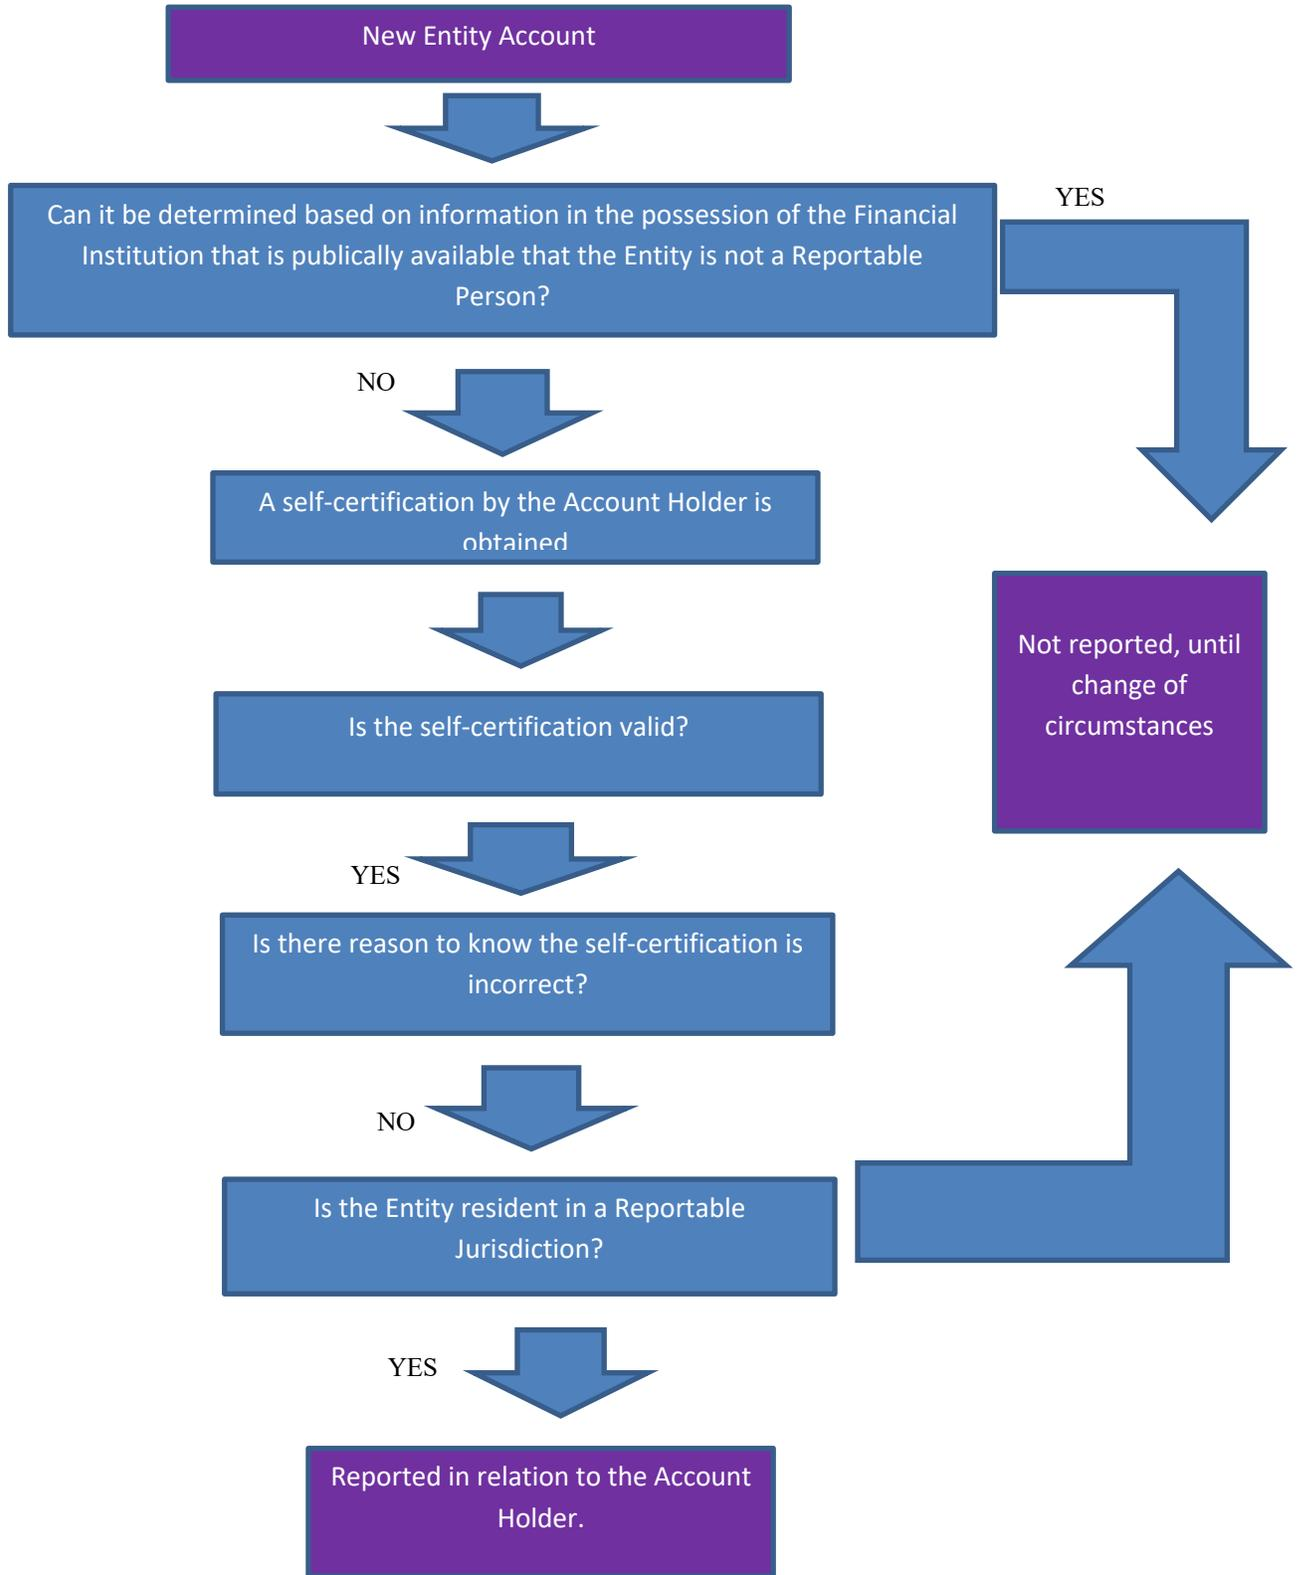 New Entity Account
Can it be determined based on information in the possession of the Financial
Institution that is publically available that the Entity is not a Reportable
Person?
YES
NO
A self-certification by the Account Holder is
obtained
Not reported, until
change of
circumstances
Is the self-certification valid?
YES
Is there reason to know the self-certification is
incorrect?
NO
Is the Entity resident in a Reportable
Jurisdiction?
YES
Reported in relation to the Account
Holder.